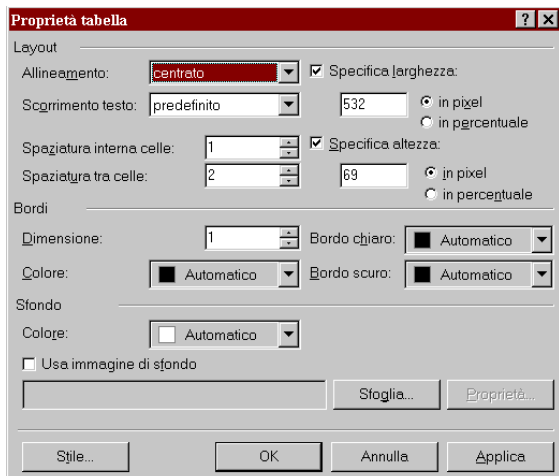 Proprietà tabella ? X
Layout
Allineamento: centrato Specifica larghezza:
Scorrimento testo: predefinito 532 in pixel
in percentuale
Spaziatura interna celle: 1 Specifica altezza:
Spaziatura tra celle: 2 69 in pixel
in percentuale
Bordi
Dimensione: 1 Bordo chiaro: Automatico
Colore: Automatico Bordo scuro: Automatico
Sfondo
Colore: Automatico
Usa immagine di sfondo
Sfoglia... Proprietà...
Stile... OK Annulla Applica